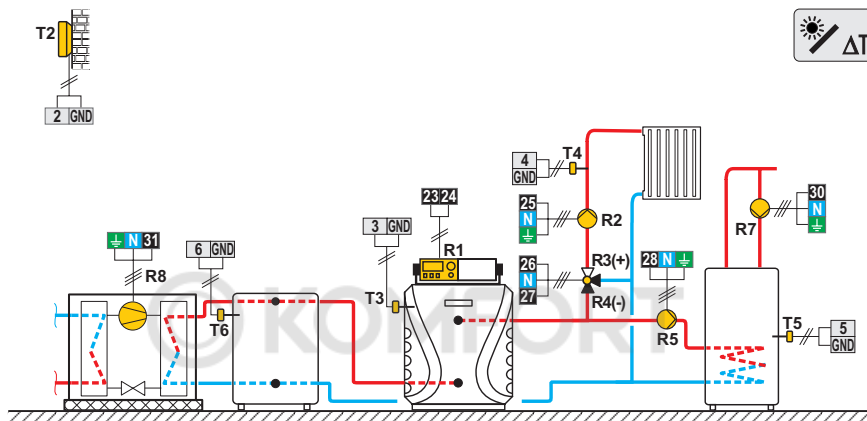 T2
ΔT
2 GND
4
GND
T4
23 24
25
N
R2
30
N
R7
3 GND
N 31
6 GND
R1
R8
26
N
27
R3(+)
28 N
R4(-)
© KOMFORT
T3
T6
R5
T5
5
GND